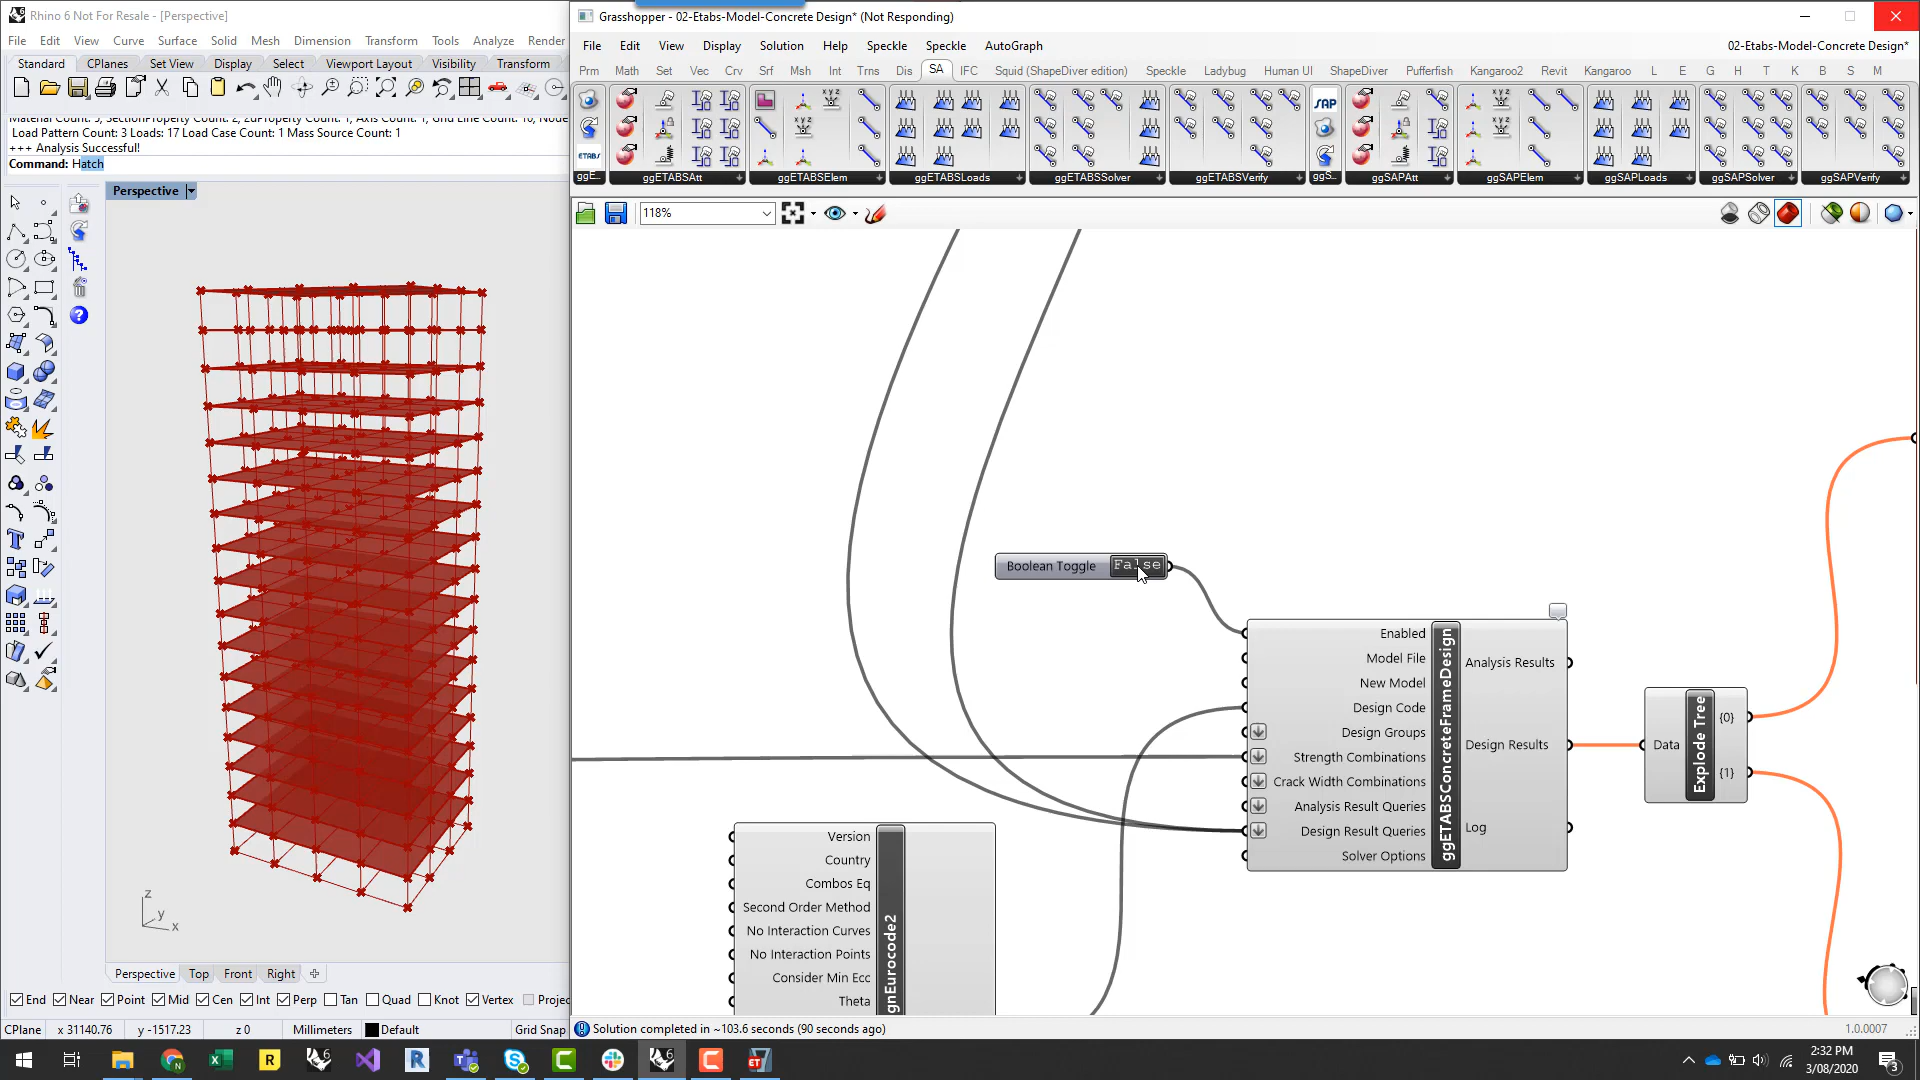 Rhino 6 Not For Resale - [Perspective]
File Edit View Curve Surface Solid Mesh Dimension Transform Tools Analyze Render
Standard CPlanes Set View Display Select Viewport Layout Visibility Transform
Load Pattern Count: 3 Loads: 17 Load Case Count: 1 Mass Source Count: 1
+++ Analysis Successful!
Command: Hatch
Perspective
z
y
x
Perspective Top Front Right
End Near Point Mid Cen Int Perp Tan Quad Knot Vertex Projec
CPlane x 31140.76 y -1517.23 z 0 Millimeters Default Grid Snap
Grasshopper - 02-Etabs-Model-Concrete Design* (Not Responding)
File Edit View Display Solution Help Speckle Speckle AutoGraph
02-Etabs-Model-Concrete Design*
Prm Math Set Vec Crv Srf Msh Int Trns Dis SA IFC Squid (ShapeDiver edition) Speckle Ladybug Human UI ShapeDiver Pufferfish Kangaroo2 Revit Kangaroo L E G H T K B S M
SAP
ETABS
ggE... ggETABSAtt ggETABSElem ggETABSLoads ggETABSSolver ggETABSVerify ggS... ggSAPAtt ggSAPElem ggSAPLoads ggSAPSolver ggSAPVerify
118%
Boolean Toggle False
Enabled
Model File
New Model
Design Code
Design Groups
Strength Combinations
Crack Width Combinations
Analysis Result Queries
Design Result Queries
Solver Options
ggETABSConcreteFrameDesign
Analysis Results
Design Results
Log
Data
Explode Tree
{0}
{1}
Version
Country
Combos Eq
Second Order Method
No Interaction Curves
No Interaction Points
Consider Min Ecc
Theta
gnEurocode2
Solution completed in ~103.6 seconds (90 seconds ago)
1.0.0007
2:32 PM
3/08/2020
3